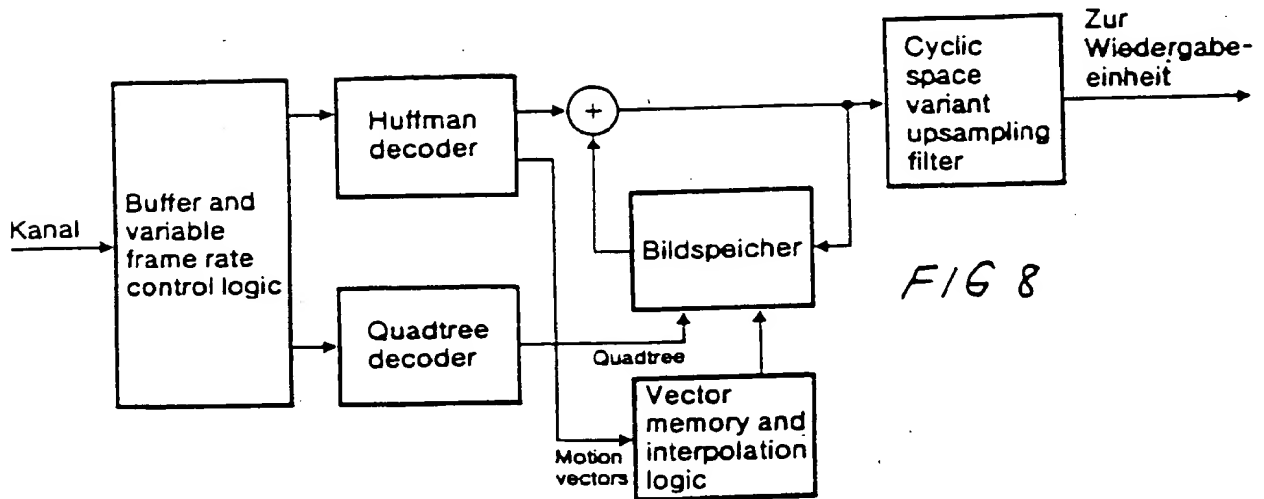 Zur
Wiedergabe-
einheit
Cyclic
space
variant
upsampling
filter
Huffman
decoder
Buffer and
variable
frame rate
control logic
Kanal
Bildspeicher
FIG 8
Quadtree
decoder
Quadtree
Vector
memory and
interpolation
logic
Motion
vectors
+